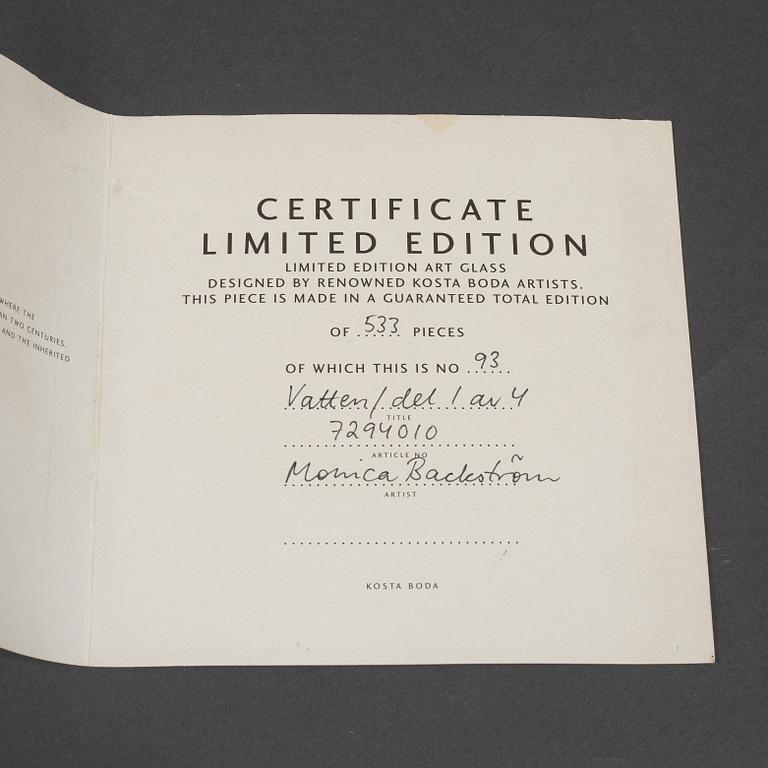 WHERE THE
AN TWO CENTURIES.
AND THE INHERITED
CERTIFICATE
LIMITED EDITION
LIMITED EDITION ART GLASS
DESIGNED BY RENOWNED KOSTA BODA ARTISTS.
THIS PIECE IS MADE IN A GUARANTEED TOTAL EDITION
OF 533 PIECES
OF WHICH THIS IS NO 93
Vatten / del 1 av 4
TITLE
7294010
ARTICLE NO
Monica Backström
ARTIST
KOSTA BODA